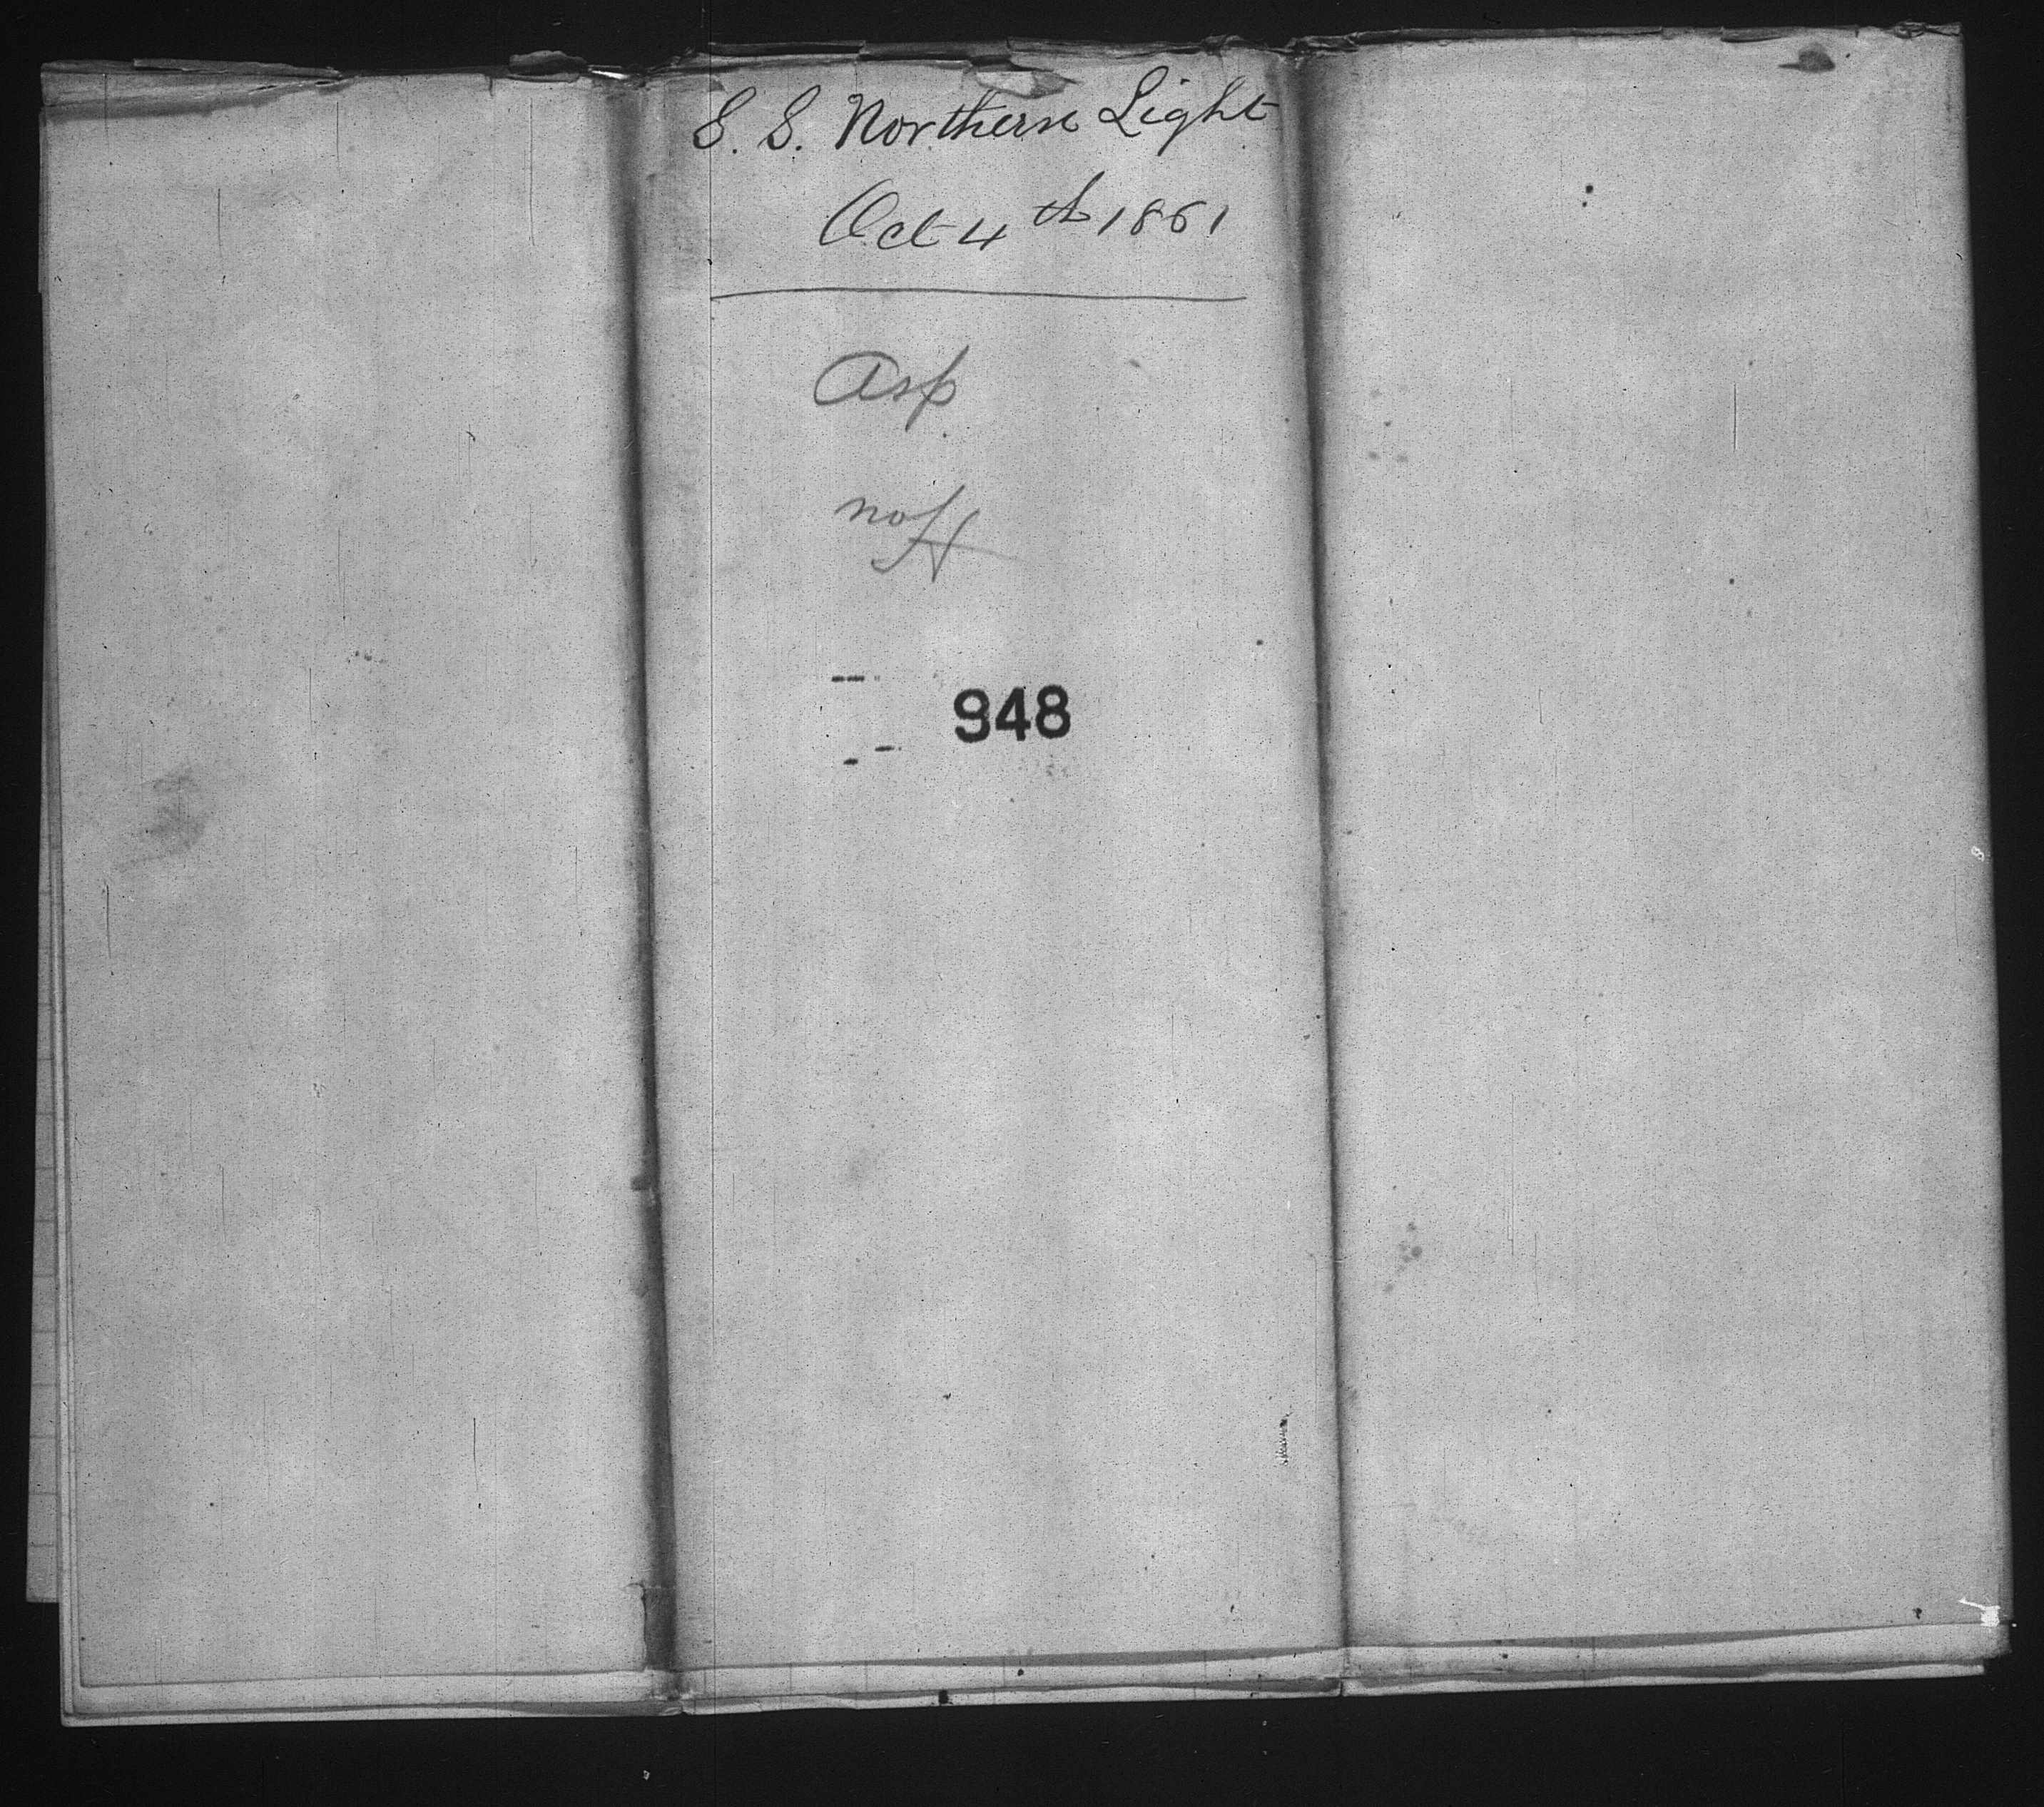 S. S. Northern Light
Oct 4th 1861
Asp
no H
948